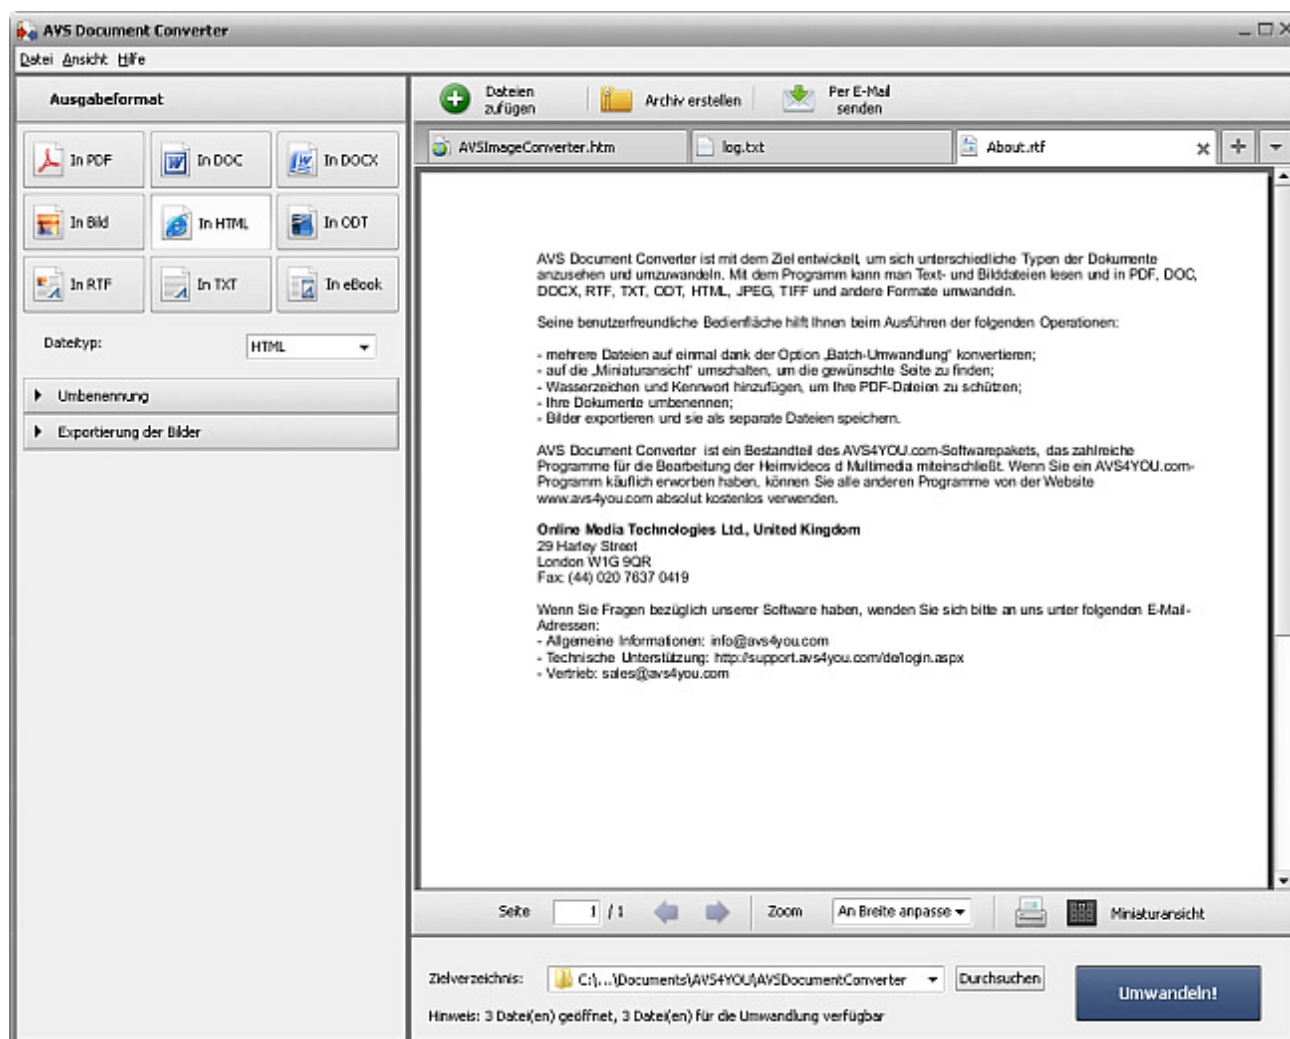 AVS Document Converter
Datei Ansicht Hilfe
Ausgabeformat
Dateien zufügen
Archiv erstellen
Per E-Mail senden
In PDF
In DOC
In DOCX
In Bild
In HTML
In ODT
In RTF
In TXT
In eBook
Dateityp:
HTML
Umbenennung
Exportierung der Bilder
AVSImageConverter.htm
log.txt
About.rtf
AVS Document Converter ist mit dem Ziel entwickelt, um sich unterschiedliche Typen der Dokumente
anzusehen und umzuwandeln. Mit dem Programm kann man Text- und Bilddateien lesen und in PDF, DOC,
DOCX, RTF, TXT, ODT, HTML, JPEG, TIFF und andere Formate umwandeln.
Seine benutzerfreundliche Bedienfläche hilft Ihnen beim Ausführen der folgenden Operationen:
- mehrere Dateien auf einmal dank der Option „Batch-Umwandlung" konvertieren;
- auf die „Miniaturansicht" umschalten, um die gewünschte Seite zu finden;
- Wasserzeichen und Kennwort hinzufügen, um Ihre PDF-Dateien zu schützen;
- Ihre Dokumente umbenennen;
- Bilder exportieren und sie als separate Dateien speichern.
AVS Document Converter ist ein Bestandteil des AVS4YOU.com-Softwarepakets, das zahlreiche
Programme für die Bearbeitung der Heimvideos d Multimedia miteinschließt. Wenn Sie ein AVS4YOU.com-
Programm käuflich erworben haben, können Sie alle anderen Programme von der Website
www.avs4you.com absolut kostenlos verwenden.
Online Media Technologies Ltd., United Kingdom
29 Harley Street
London W1G 9QR
Fax: (44) 020 7637 0419
Wenn Sie Fragen bezüglich unserer Software haben, wenden Sie sich bitte an uns unter folgenden E-Mail-
Adressen:
- Allgemeine Informationen: info@avs4you.com
- Technische Unterstützung: http://support.avs4you.com/de/login.aspx
- Vertrieb: sales@avs4you.com
Seite 1 / 1
Zoom
An Breite anpasse
Miniaturansicht
Zielverzeichnis:
C:\...\Documents\AVS4YOU\AVSDocumentConverter
Durchsuchen
Umwandeln!
Hinweis: 3 Datei(en) geöffnet, 3 Datei(en) für die Umwandlung verfügbar